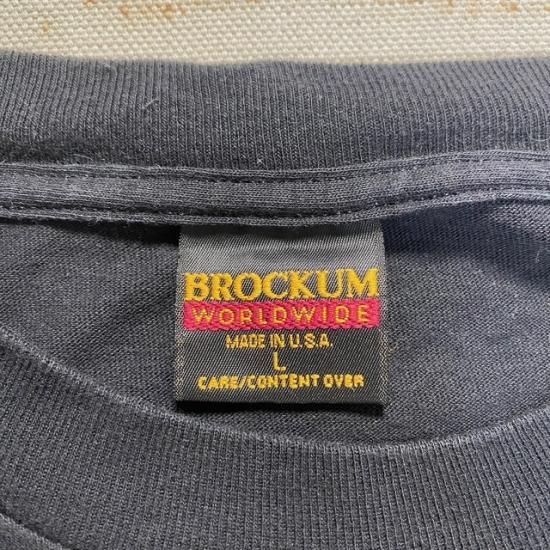 BROCKUM
WORLDWIDE
MADE IN U.S.A.
L
CARE/CONTENT OVER